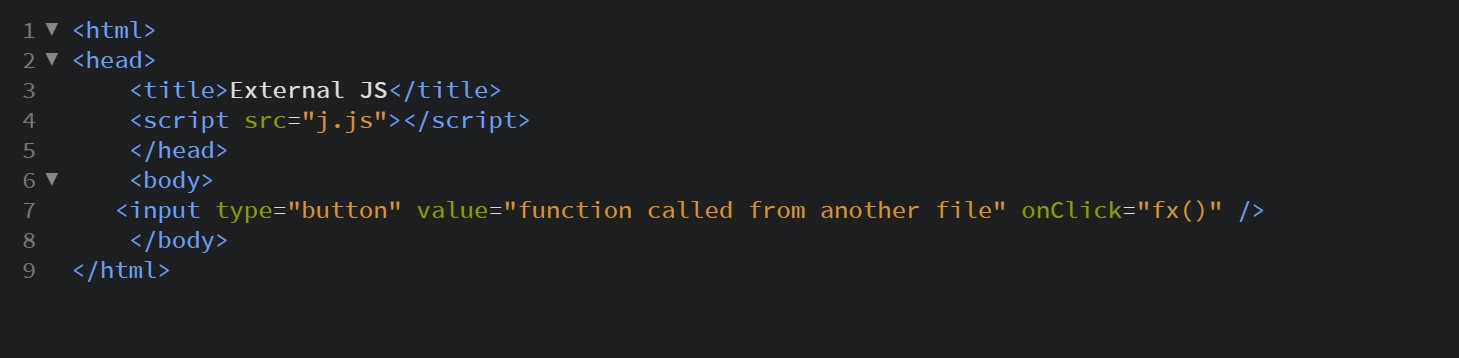 1 ▼ <html>
2 ▼ <head>
3 <title>External JS</title>
4 <script src="j.js"></script>
5 </head>
6 ▼ <body>
7 <input type="button" value="function called from another file" onClick="fx()" />
8 </body>
9 </html>